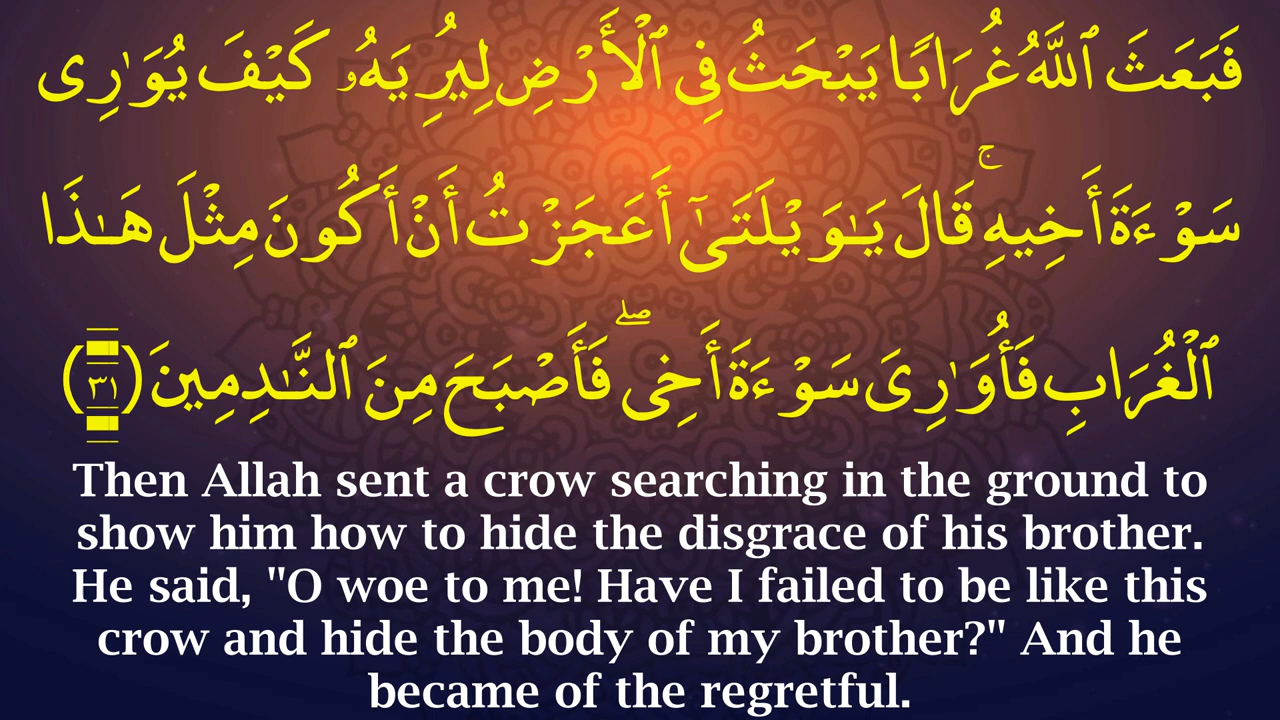 فَبَعَثَ ٱللَّهُ غُرَابًا يَبْحَثُ فِى ٱلْأَرْضِ لِيُرِيَهُۥ كَيْفَ يُوَٰرِى
سَوْءَةَ أَخِيهِ ۚ قَالَ يَـٰوَيْلَتَىٰٓ أَعَجَزْتُ أَنْ أَكُونَ مِثْلَ هَـٰذَا
ٱلْغُرَابِ فَأُوَٰرِىَ سَوْءَةَ أَخِى ۖ فَأَصْبَحَ مِنَ ٱلنَّـٰدِمِينَ (٣١)
Then Allah sent a crow searching in the ground to
show him how to hide the disgrace of his brother.
He said, "O woe to me! Have I failed to be like this
crow and hide the body of my brother?" And he
became of the regretful.